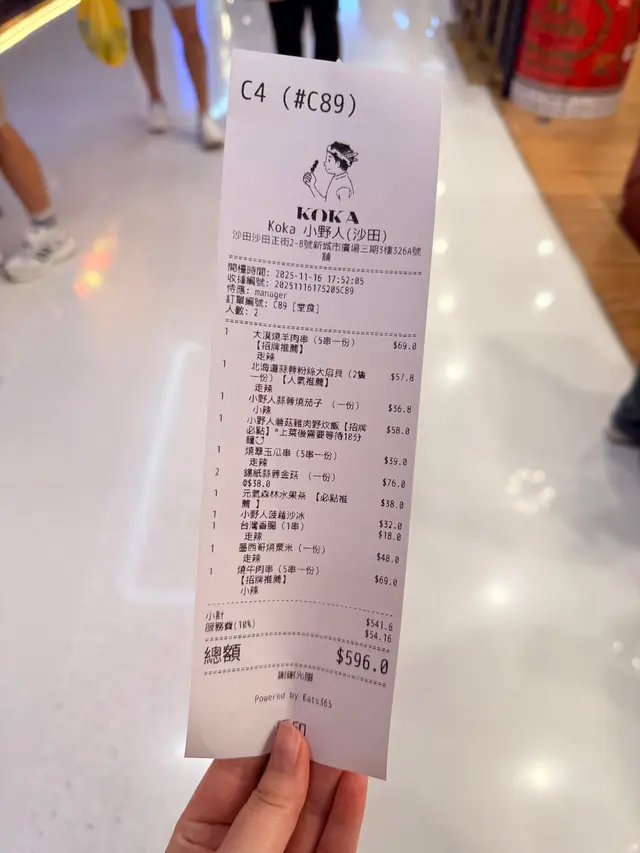 C4 (#C89)
KOKA
Koka 小野人(沙田)
沙田沙田正街2-8號新城市廣場三期3樓326A號
舖
開檯時間: 2025-11-16 17:52:05
收據編號: 20251116175205C89
侍應: manager
訂單編號: C89 [堂食]
人數: 2
1 大漠燒羊肉串 (5串一份) $69.0
【招牌推薦】
走辣
1 北海道蒜蓉粉絲大扇貝 (2隻 $57.8
一份) 【人氣推薦】
走辣
1 小野人蒜蓉燒茄子 (一份) $36.8
小辣
1 小野人蘑菇雞肉野炊飯【招牌 $58.0
必點】*上菜後需要等待18分
鐘
1 燒翠玉瓜串 (5串一份) $39.0
走辣
2 錫紙蒜蓉金菇 (一份) $76.0
@$38.0
1 元氣森林水果茶 【必點推 $38.0
薦 】
1 小野人菠蘿沙冰 $32.0
1 台灣香腸 (1串) $18.0
走辣
1 墨西哥燒粟米 (一份) $48.0
走辣
1 燒牛肉串 (5串一份) $69.0
【招牌推薦】
小辣
小計 $541.6
服務費(10%) $54.16
總額 $596.0
謝謝光臨
Powered by Eats365
印